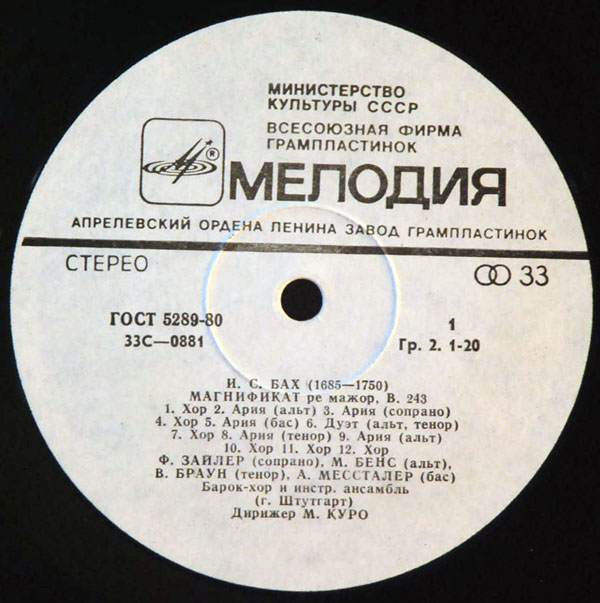 МИНИСТЕРСТВО
КУЛЬТУРЫ СССР
ВСЕСОЮЗНАЯ ФИРМА
ГРАМПЛАСТИНОК
®
МЕЛОДИЯ
АПРЕЛЕВСКИЙ ОРДЕНА ЛЕНИНА ЗАВОД ГРАМПЛАСТИНОК
СТЕРЕО
33
ГОСТ 5289-80
1
33С—0881
Гр. 2. 1-20
И. С. БАХ (1685—1750)
МАГНИФИКАТ ре мажор, В. 243
1. Хор 2. Ария (альт) 3. Ария (сопрано)
4. Хор 5. Ария (бас) 6. Дуэт (альт, тенор)
7. Хор 8. Ария (тенор) 9. Ария (альт)
10. Хор 11. Хор 12. Хор
Ф. ЗАЙЛЕР (сопрано), М. БЕНС (альт),
В. БРАУН (тенор), А. МЕССТАЛЕР (бас)
Барок-хор и инстр. ансамбль
(г. Штутгарт)
Дирижер М. КУРО